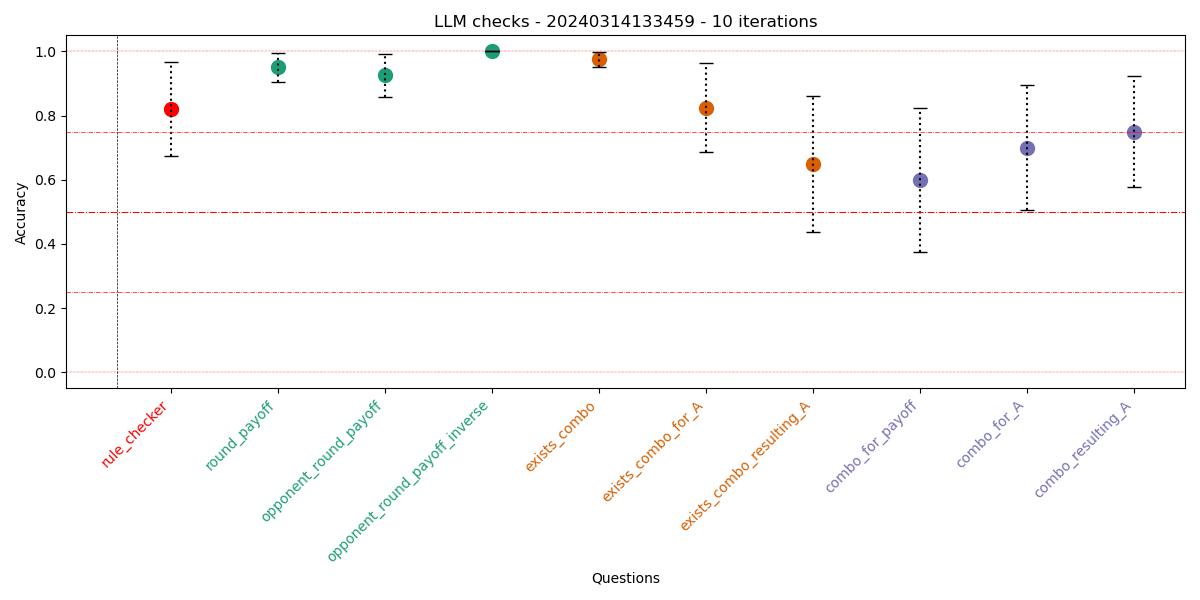 LLM checks - 20240314133459 - 10 iterations
1.0
0.8
0.6
0.4
0.2
0.0
Accuracy
rule_checker
round_payoff
opponent_round_payoff
opponent_round_payoff_inverse
exists_combo
exists_combo_for_A
exists_combo_resulting_A
combo_for_payoff
combo_for_A
combo_resulting_A
Questions